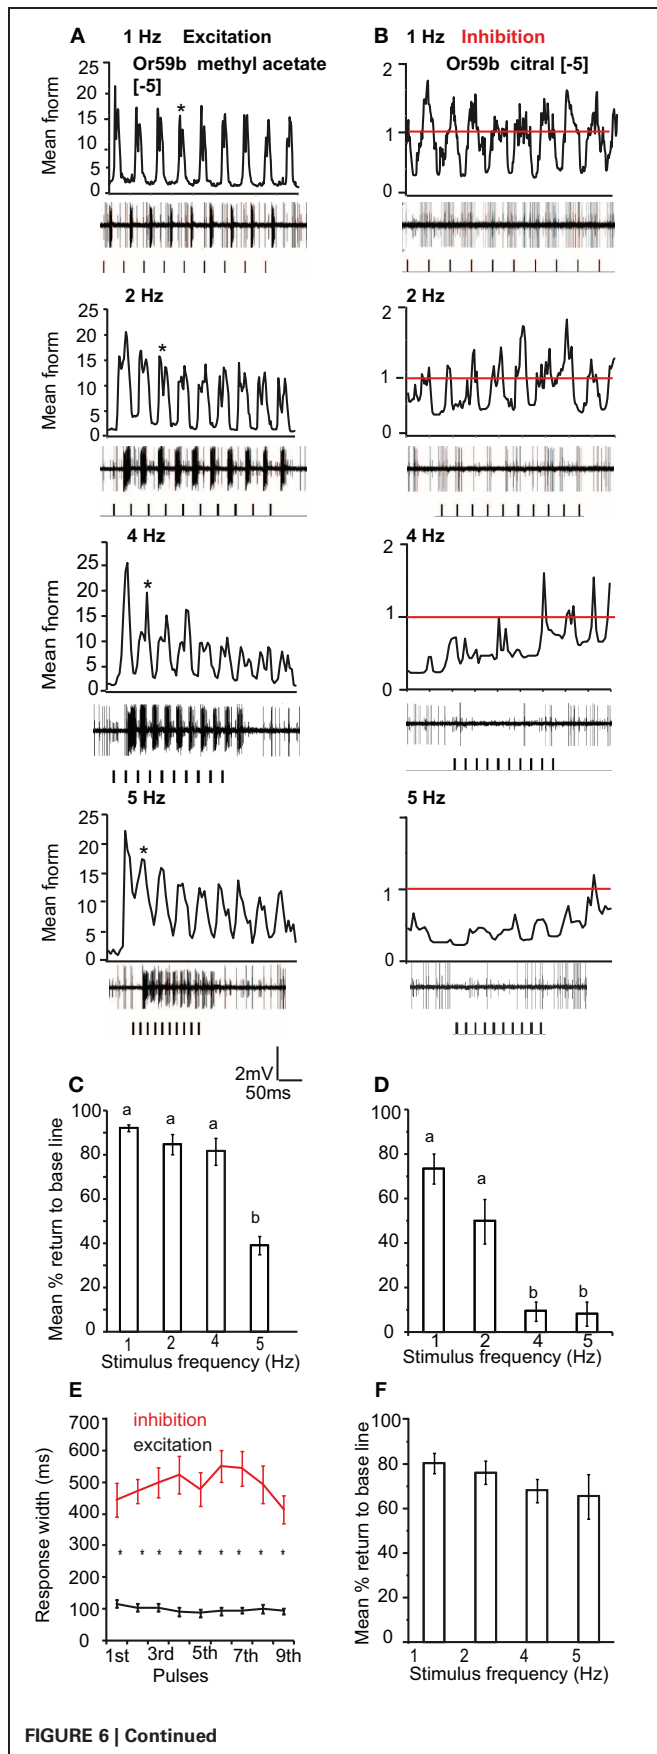 A 1 Hz Excitation
Or59b methyl acetate
[-5]
Mean fnorm
25
20
15
10
5
0
*
B 1 Hz Inhibition
Or59b citral [-5]
2
1
0
2 Hz
Mean fnorm
25
20
15
10
5
0
*
2 Hz
2
1
0
4 Hz
Mean fnorm
25
20
15
10
5
0
*
4 Hz
2
1
0
5 Hz
Mean fnorm
25
20
15
10
5
0
*
5 Hz
1
0
2mV
50ms
C
Mean % return to base line
100
80
60
40
20
0
a
a
a
b
1 2 4 5
Stimulus frequency (Hz)
D
100
80
60
40
20
0
a
a
b
b
1 2 4 5
Stimulus frequency (Hz)
E
Response width (ms)
700
600
500
400
300
200
100
0
inhibition
excitation
* * * * * * * * *
1st 3rd 5th 7th 9th
Pulses
F
Mean % return to base line
100
80
60
40
20
0
1 2 4 5
Stimulus frequency (Hz)
FIGURE 6 | Continued